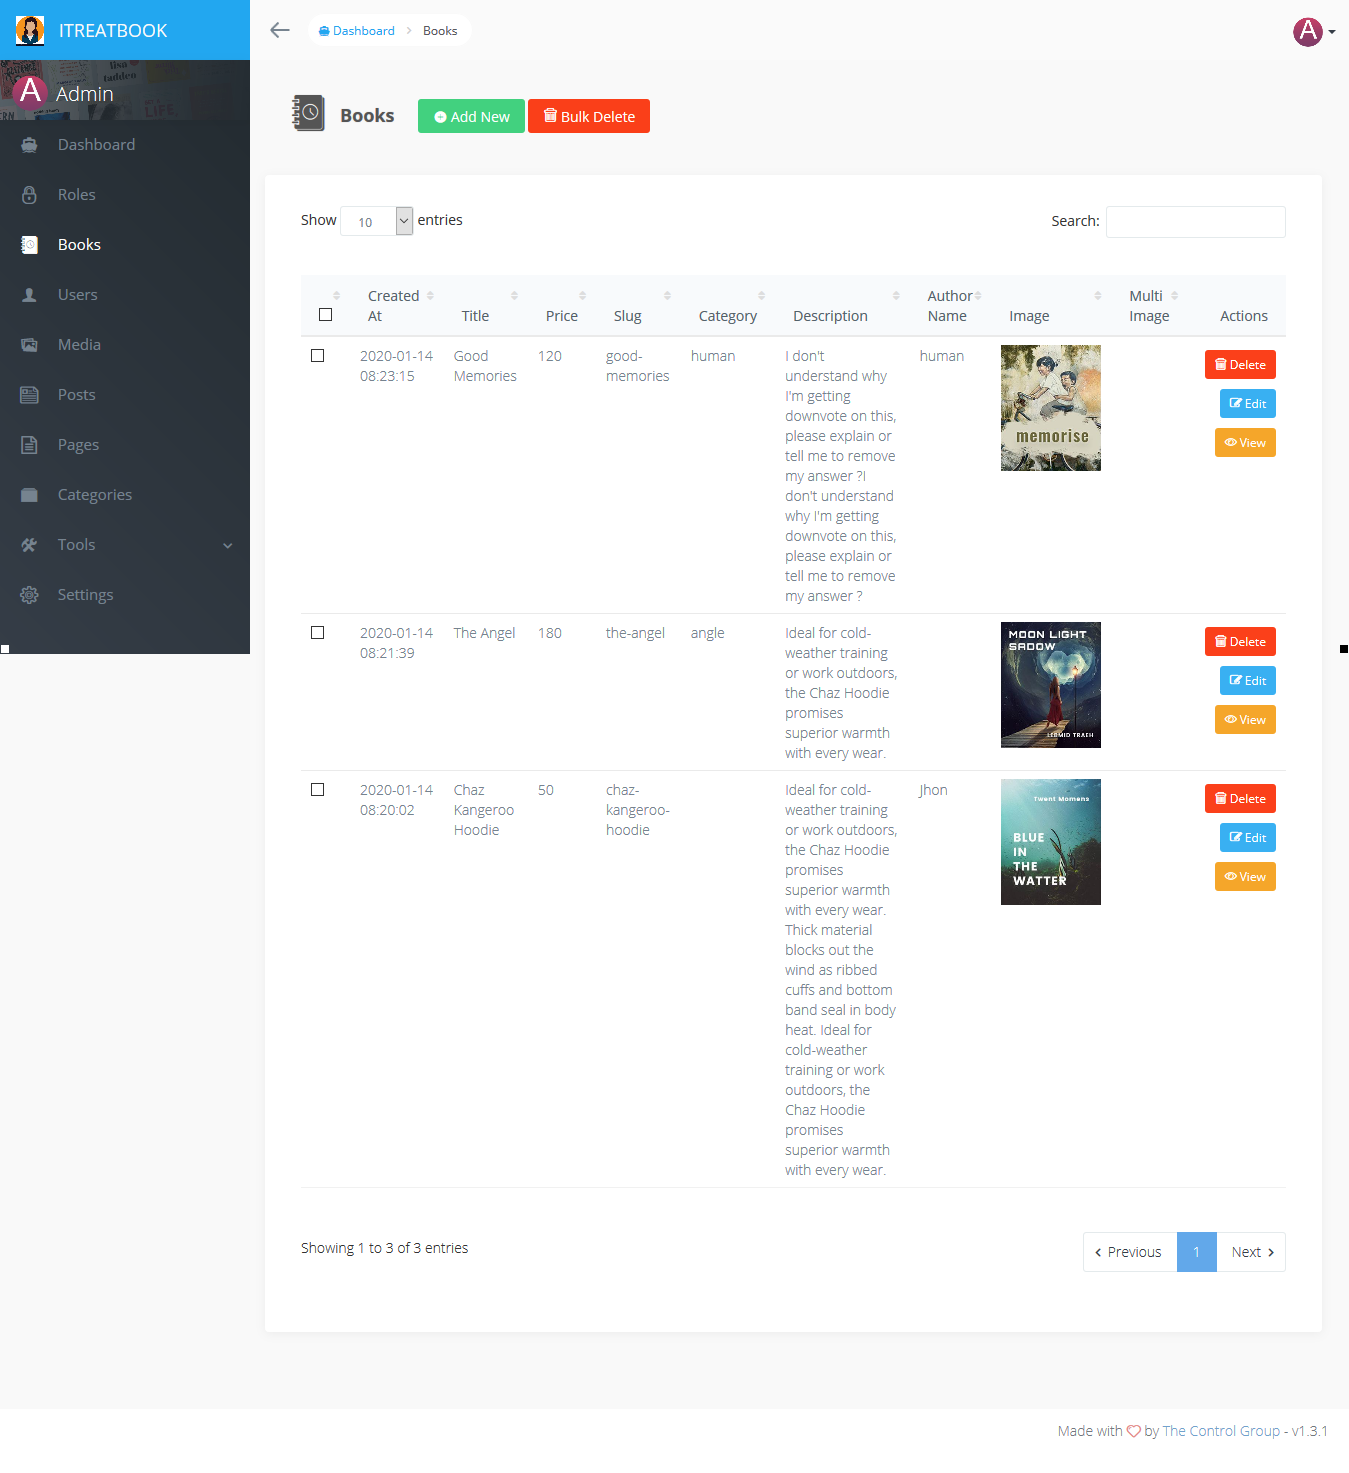 ITREATBOOK
Dashboard > Books
A
A Admin
Dashboard
Roles
Books
Users
Media
Posts
Pages
Categories
Tools
Settings
Books
Add New
Bulk Delete
Show 10 entries
Search:
Created At
Title
Price
Slug
Category
Description
Author Name
Image
Multi Image
Actions
2020-01-14
08:23:15
Good
Memories
120
good-
memories
human
I don't
understand why
I'm getting
downvote on this,
please explain or
tell me to remove
my answer ?I
don't understand
why I'm getting
downvote on this,
please explain or
tell me to remove
my answer ?
human
memorise
Delete
Edit
View
2020-01-14
08:21:39
The Angel
180
the-angel
angle
Ideal for cold-
weather training
or work outdoors,
the Chaz Hoodie
promises
superior warmth
with every wear.
MOON LIGHT
SADOW
Delete
Edit
View
2020-01-14
08:20:02
Chaz
Kangeroo
Hoodie
50
chaz-
kangeroo-
hoodie
Ideal for cold-
weather training
or work outdoors,
the Chaz Hoodie
promises
superior warmth
with every wear.
Thick material
blocks out the
wind as ribbed
cuffs and bottom
band seal in body
heat. Ideal for
cold-weather
training or work
outdoors, the
Chaz Hoodie
promises
superior warmth
with every wear.
Jhon
Twent Momens
BLUE
IN
THE
WATTER
Delete
Edit
View
Showing 1 to 3 of 3 entries
Previous 1 Next
Made with by The Control Group - v1.3.1